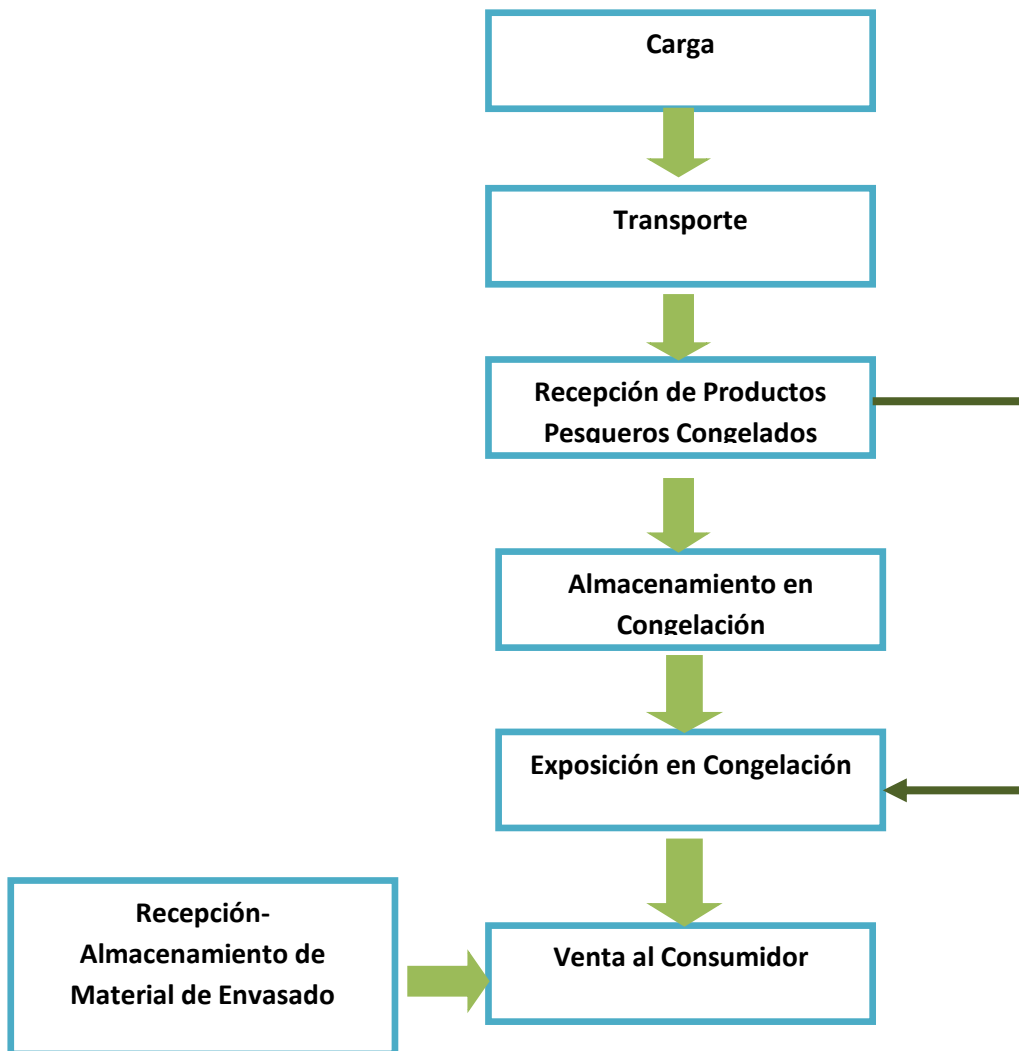 Carga
Transporte
Recepción de Productos
Pesqueros Congelados
Almacenamiento en
Congelación
Exposición en Congelación
Recepción-
Almacenamiento de
Material de Envasado
Venta al Consumidor